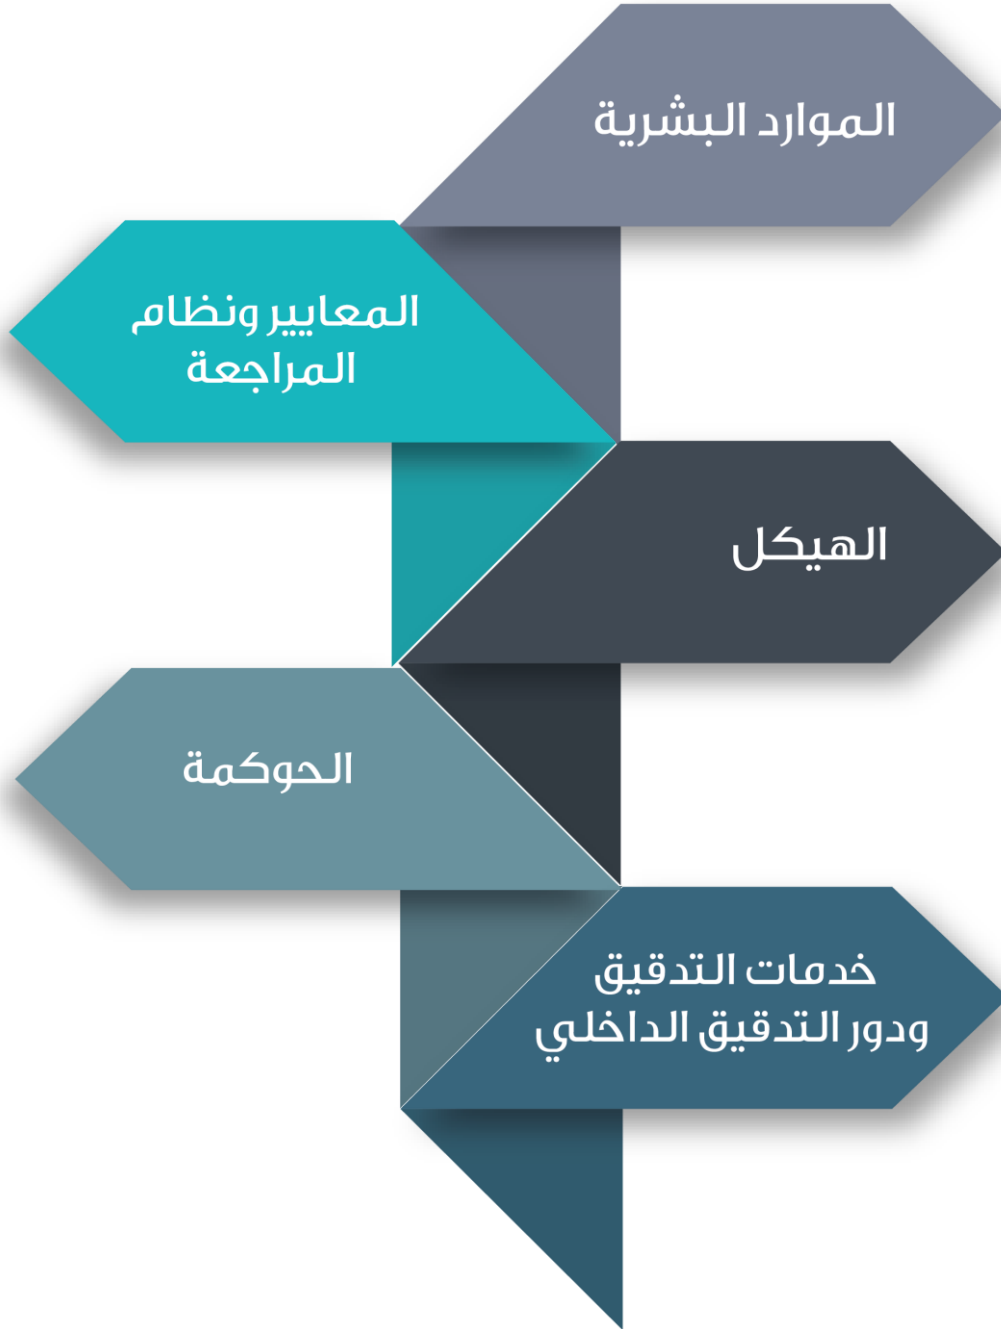 الموارد البشرية
المعايير ونظام
المراجعة
الهيكل
الحوكمة
خدمات التدقيق
ودور التدقيق الداخلي